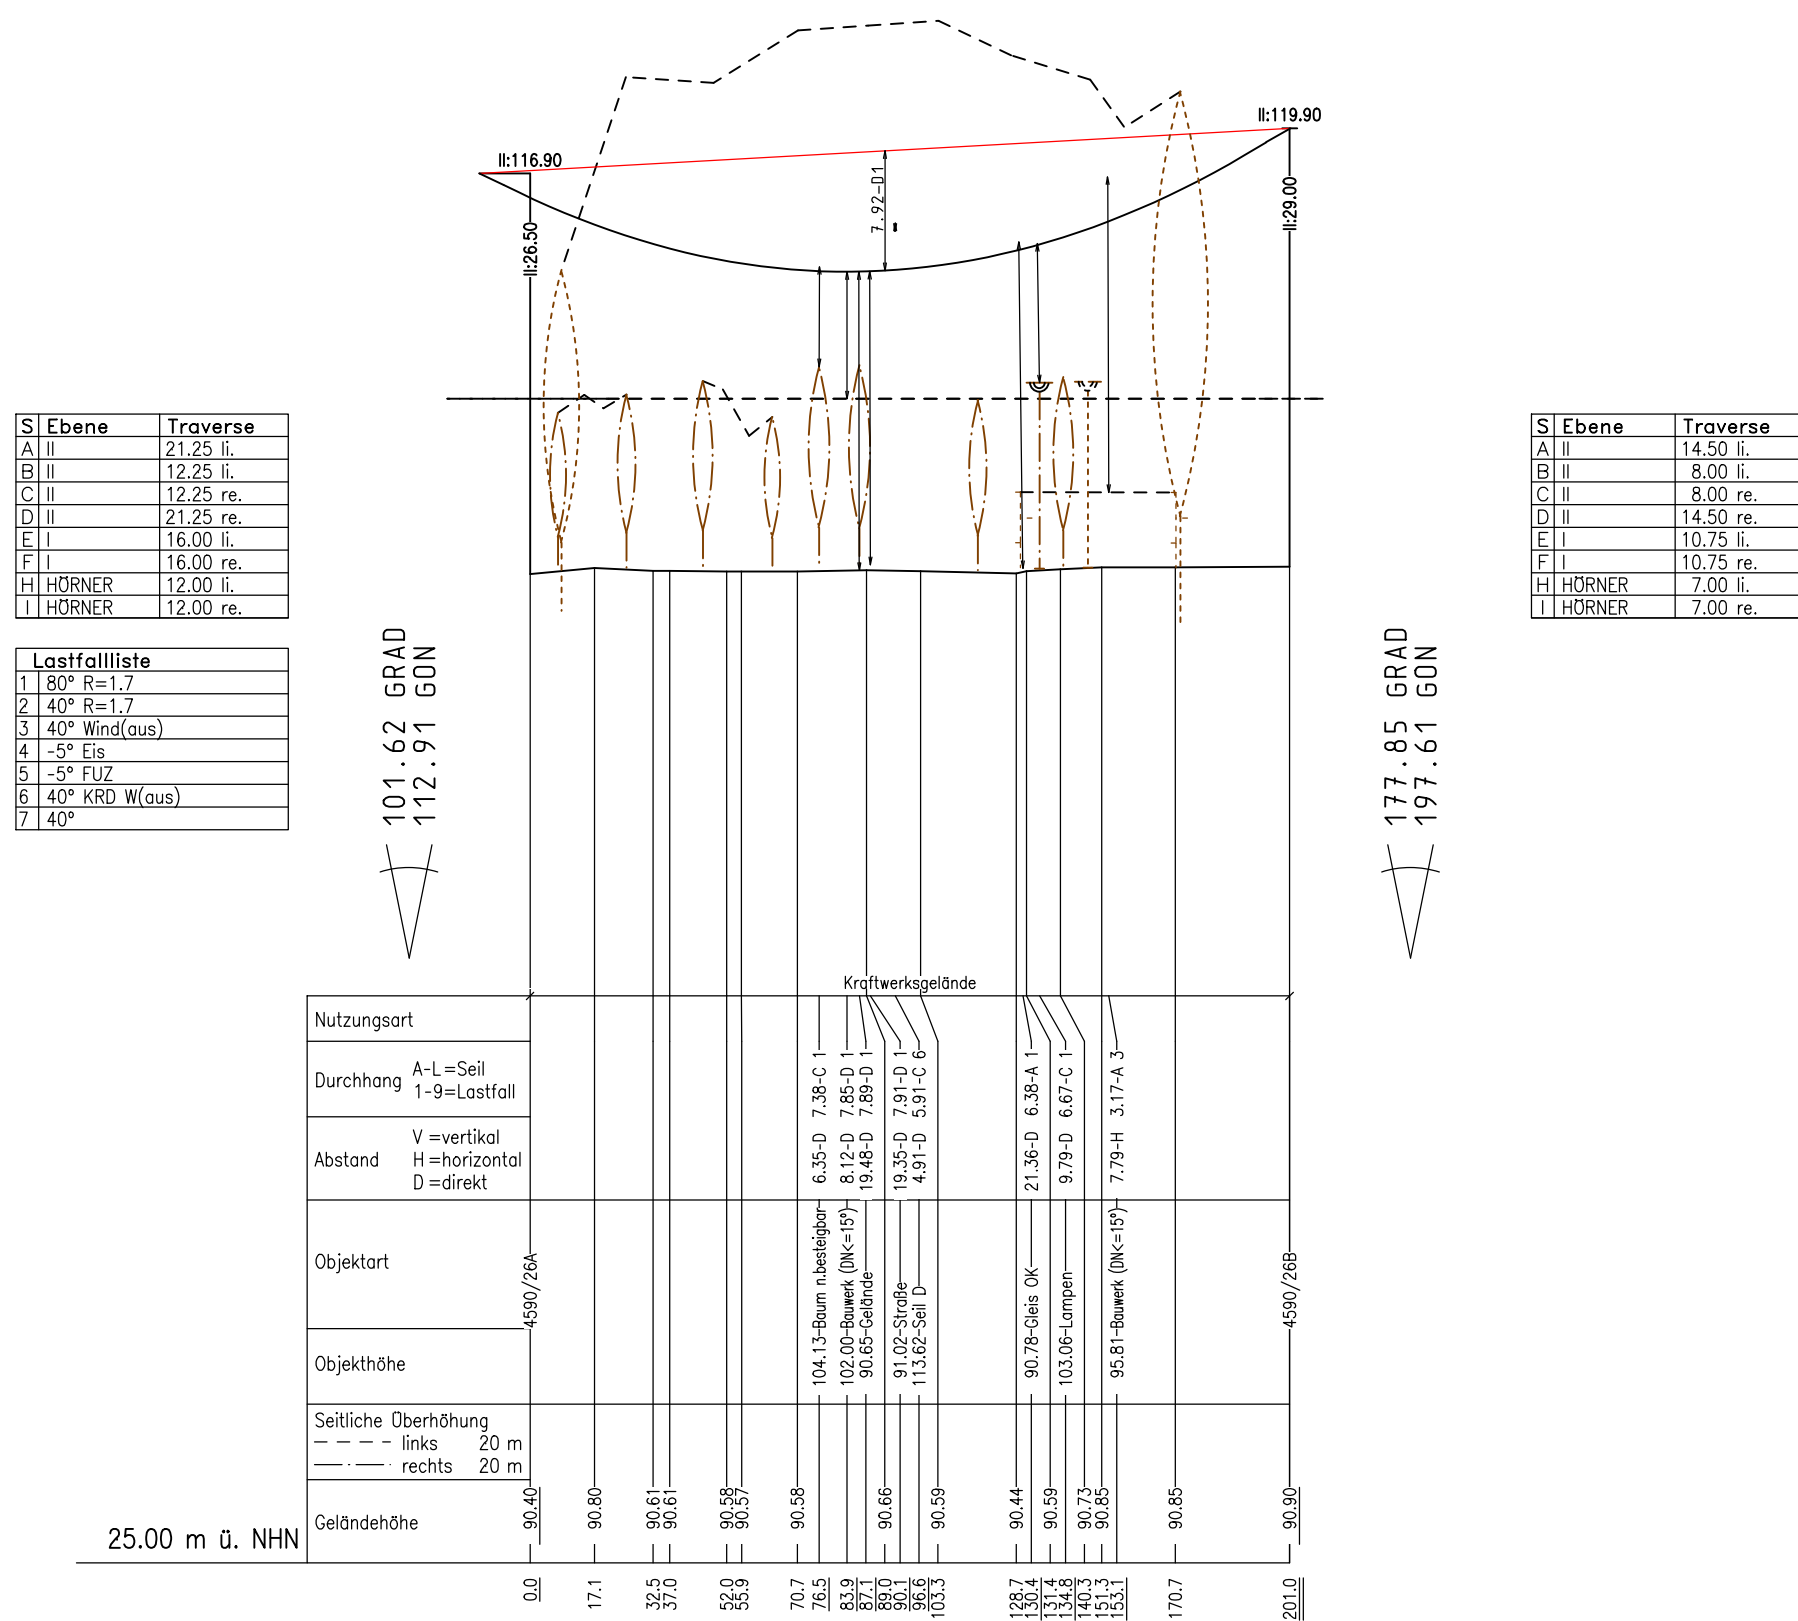 II:119.90
II:116.90
7.92-D1
II:26.50
II:29.00
S Ebene Traverse
A II 21.25 li.
B II 12.25 li.
C II 12.25 re.
D II 21.25 re.
E I 16.00 li.
F I 16.00 re.
H HÖRNER 12.00 li.
I HÖRNER 12.00 re.
S Ebene Traverse
A II 14.50 li.
B II 8.00 li.
C II 8.00 re.
D II 14.50 re.
E I 10.75 li.
F I 10.75 re.
H HÖRNER 7.00 li.
I HÖRNER 7.00 re.
Lastfallliste
1 80° R=1.7
2 40° R=1.7
3 40° Wind(aus)
4 -5° Eis
5 -5° FUZ
6 40° KRD W(aus)
7 40°
101.62 GRAD
112.91 GON
177.85 GRAD
197.61 GON
Kraftwerksgelände
Nutzungsart
Durchhang
A-L=Seil
1-9=Lastfall
7.38-C 1
7.85-D 1
7.89-D 1
7.91-D 1
5.91-C 6
6.38-A 1
6.67-C 1
3.17-A 3
Abstand
V =vertikal
H =horizontal
D =direkt
6.35-D
8.12-D
19.48-D
19.35-D
4.91-D
21.36-D
9.79-D
7.79-H
Objektart
Objekthöhe
4590/26A
104.13-Baum n.besteigbar
102.00-Bauwerk (DN<=15°)
90.65-Gelände
91.02-Straße
113.62-Seil D
90.78-Gleis OK
103.06-Lampen
95.81-Bauwerk (DN<=15°)
4590/26B
Seitliche Überhöhung
links 20 m
rechts 20 m
Geländehöhe
90.40
90.80
90.61
90.61
90.58
90.57
90.58
90.66
90.59
90.44
90.59
90.73
90.85
90.85
90.90
25.00 m ü. NHN
0.0
17.1
32.5
37.0
52.0
55.9
70.7
76.5
83.9
87.1
89.0
90.1
96.6
103.3
128.7
130.4
131.4
134.8
140.3
151.3
153.1
170.7
201.0